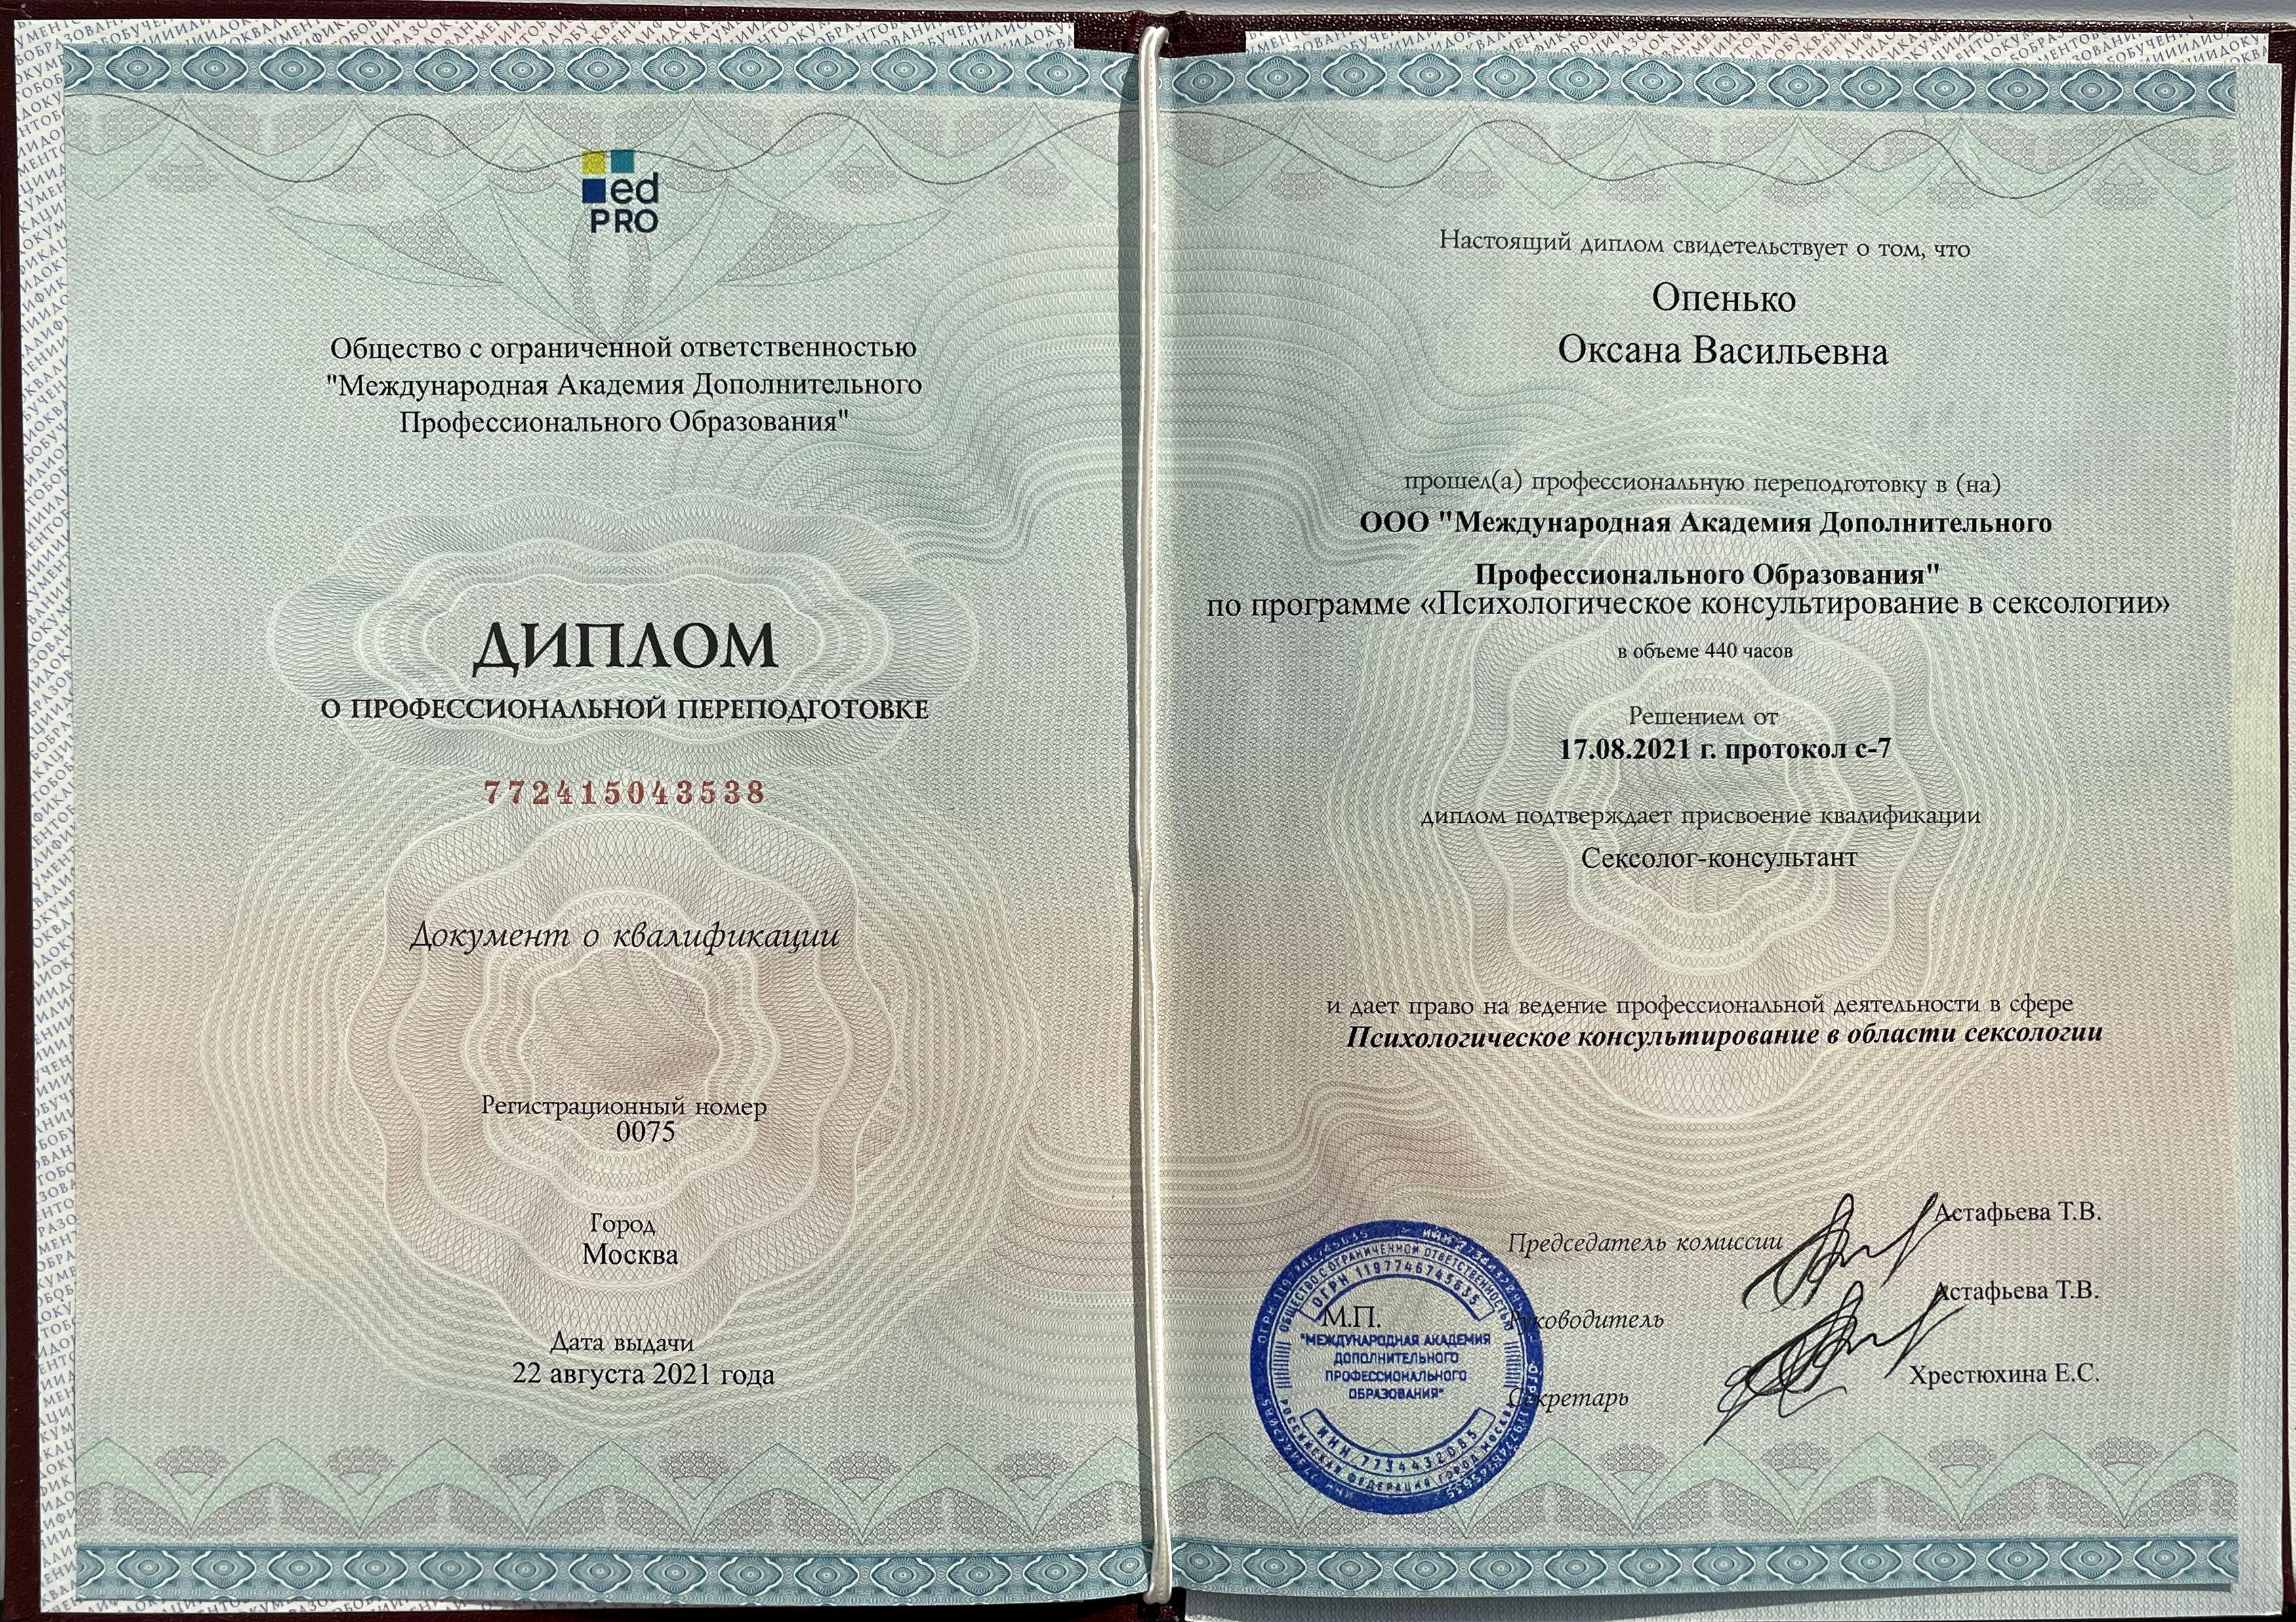 ed
PRO
Общество с ограниченной ответственностью
"Международная Академия Дополнительного
Профессионального Образования"
ДИПЛОМ
О ПРОФЕССИОНАЛЬНОЙ ПЕРЕПОДГОТОВКЕ
772415043538
Документ о квалификации
Регистрационный номер
0075
Город
Москва
Дата выдачи
22 августа 2021 года
Настоящий диплом свидетельствует о том, что
Опенько
Оксана Васильевна
прошел(а) профессиональную переподготовку в (на)
ООО "Международная Академия Дополнительного
Профессионального Образования"
по программе «Психологическое консультирование в сексологии»
в объеме 440 часов
Решением от
17.08.2021 г. протокол с-7
диплом подтверждает присвоение квалификации
Сексолог-консультант
и дает право на ведение профессиональной деятельности в сфере
Психологическое консультирование в области сексологии
Председатель комиссии
Астафьева Т.В.
М.П.
Руководитель
Астафьева Т.В.
Секретарь
Хрестюхина Е.С.
ОБЩЕСТВО С ОГРАНИЧЕННОЙ ОТВЕТСТВЕННОСТЬЮ
ОГРН 1197746745635
"МЕЖДУНАРОДНАЯ АКАДЕМИЯ
ДОПОЛНИТЕЛЬНОГО
ПРОФЕССИОНАЛЬНОГО
ОБРАЗОВАНИЯ"
ИНН 7734432085
РОССИЙСКАЯ ФЕДЕРАЦИЯ ГОРОД МОСКВА